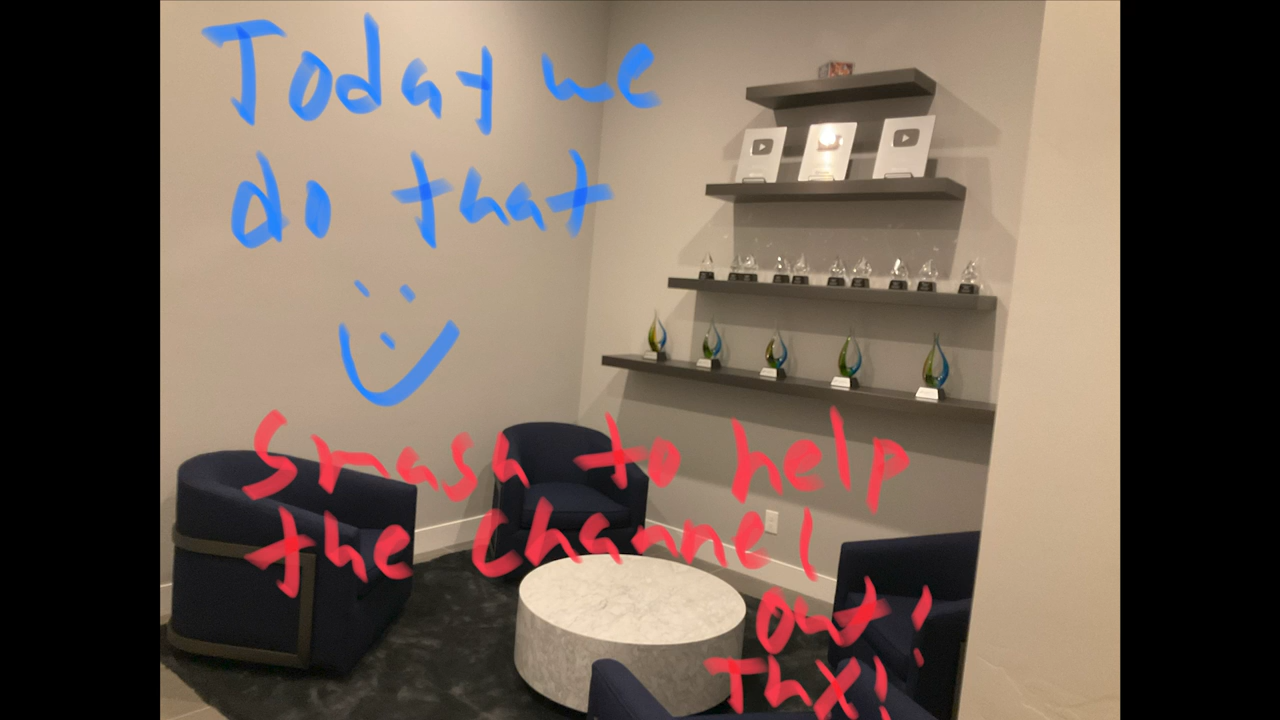 Today we
do that
Smash to help
the channel
out!
Thx!